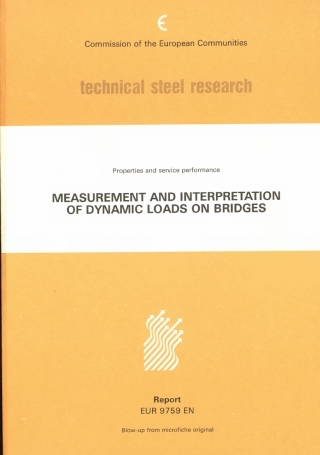 Commission of the European Communities
technical steel research
Properties and service performance
MEASUREMENT AND INTERPRETATION
OF DYNAMIC LOADS ON BRIDGES
Report
EUR 9759 EN
Blow-up from microfiche original